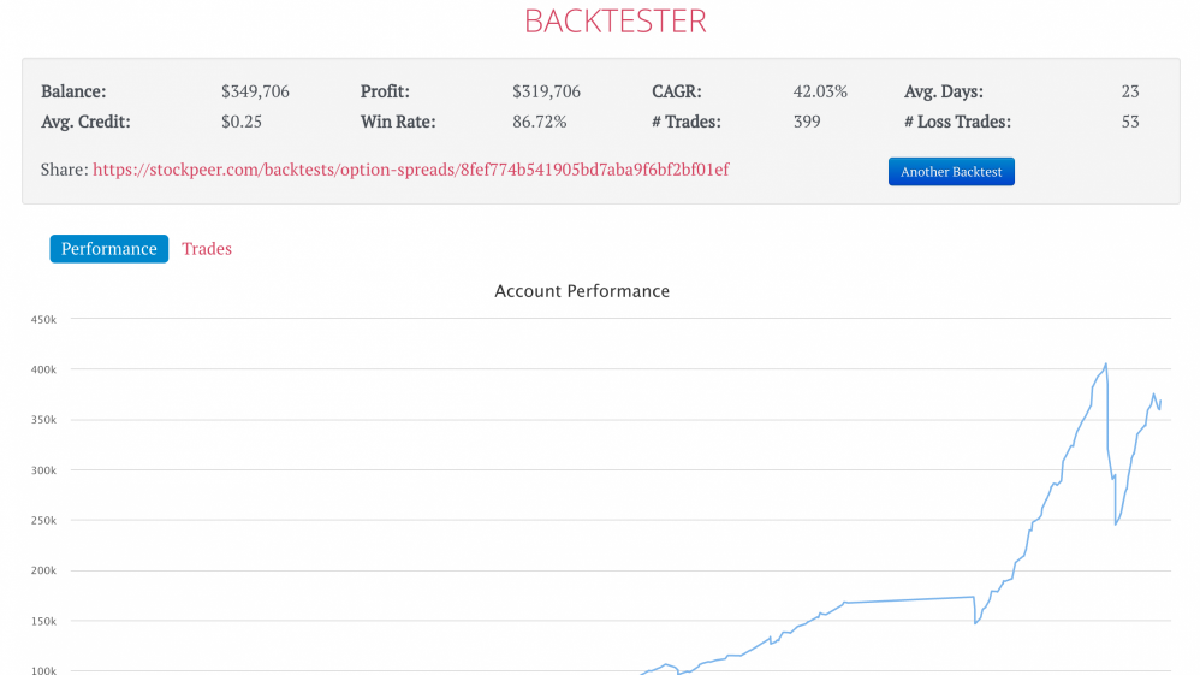 BACKTESTER
Balance: $349,706 Profit: $319,706 CAGR: 42.03% Avg. Days: 23
Avg. Credit: $0.25 Win Rate: 86.72% # Trades: 399 # Loss Trades: 53
Share: https://stockpeer.com/backtests/option-spreads/8fef774b541905bd7aba9f6bf2bf01ef Another Backtest
Performance Trades
Account Performance
450k
400k
350k
300k
250k
200k
150k
100k